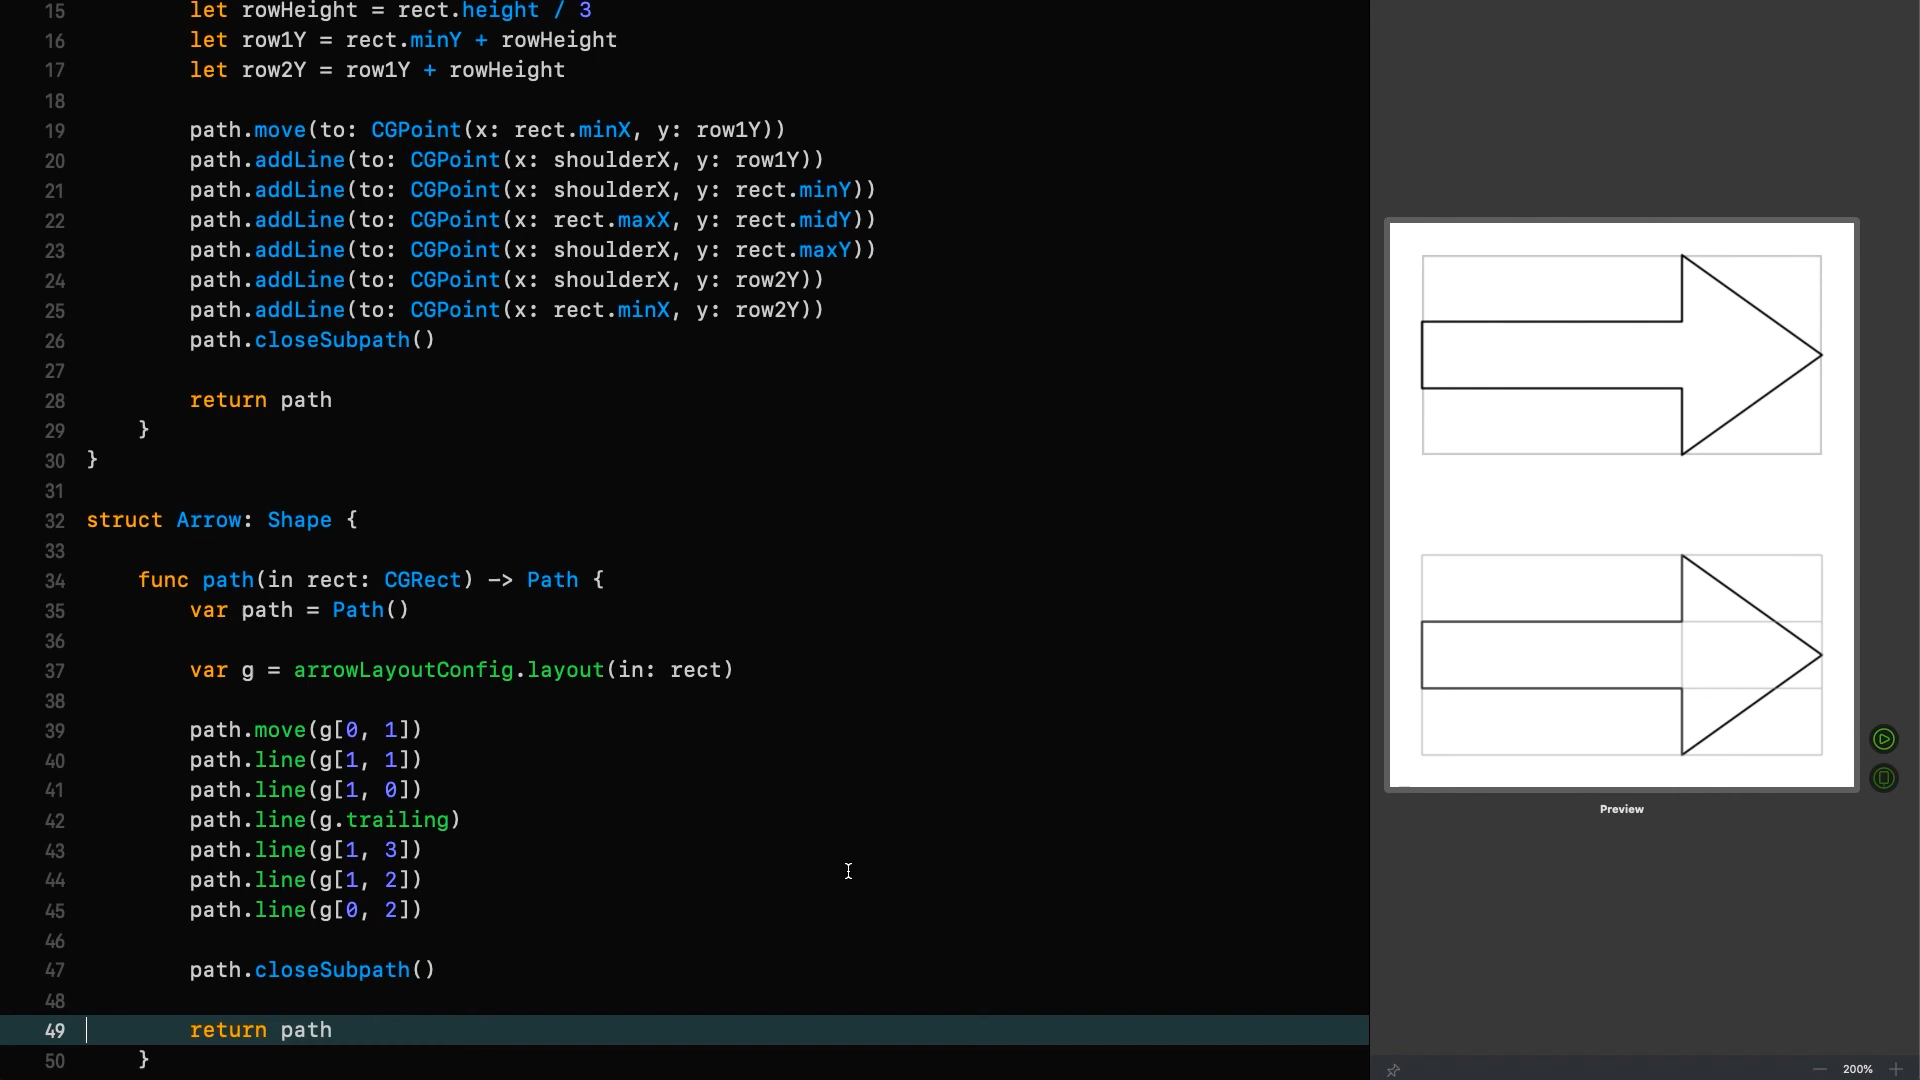 15 let rowHeight = rect.height / 3
16 let row1Y = rect.minY + rowHeight
17 let row2Y = row1Y + rowHeight
18
19 path.move(to: CGPoint(x: rect.minX, y: row1Y))
20 path.addLine(to: CGPoint(x: shoulderX, y: row1Y))
21 path.addLine(to: CGPoint(x: shoulderX, y: rect.minY))
22 path.addLine(to: CGPoint(x: rect.maxX, y: rect.midY))
23 path.addLine(to: CGPoint(x: shoulderX, y: rect.maxY))
24 path.addLine(to: CGPoint(x: shoulderX, y: row2Y))
25 path.addLine(to: CGPoint(x: rect.minX, y: row2Y))
26 path.closeSubpath()
27
28 return path
29 }
30 }
31
32 struct Arrow: Shape {
33
34 func path(in rect: CGRect) -> Path {
35 var path = Path()
36
37 var g = arrowLayoutConfig.layout(in: rect)
38
39 path.move(g[0, 1])
40 path.line(g[1, 1])
41 path.line(g[1, 0])
42 path.line(g.trailing)
43 path.line(g[1, 3])
44 path.line(g[1, 2])
45 path.line(g[0, 2])
46
47 path.closeSubpath()
48
49 return path
50 }
Preview
200%